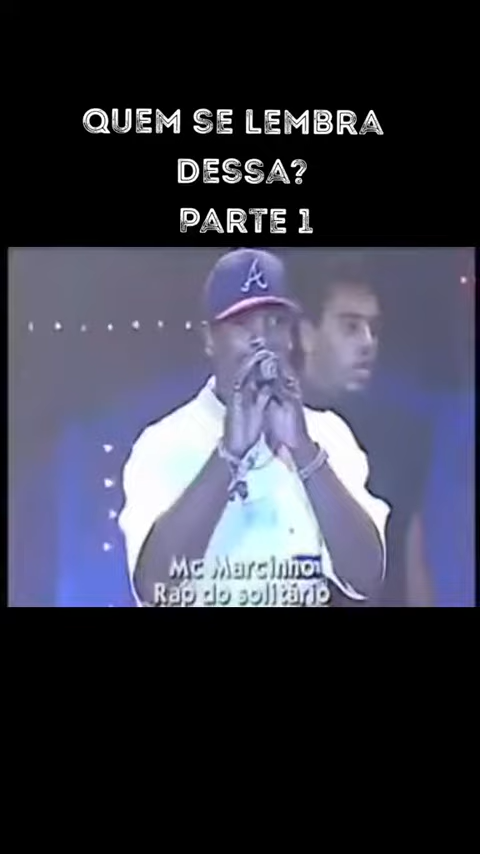 QUEM SE LEMBRA
DESSA?
PARTE 1
A
Mc Marcinho
Rap do solitário